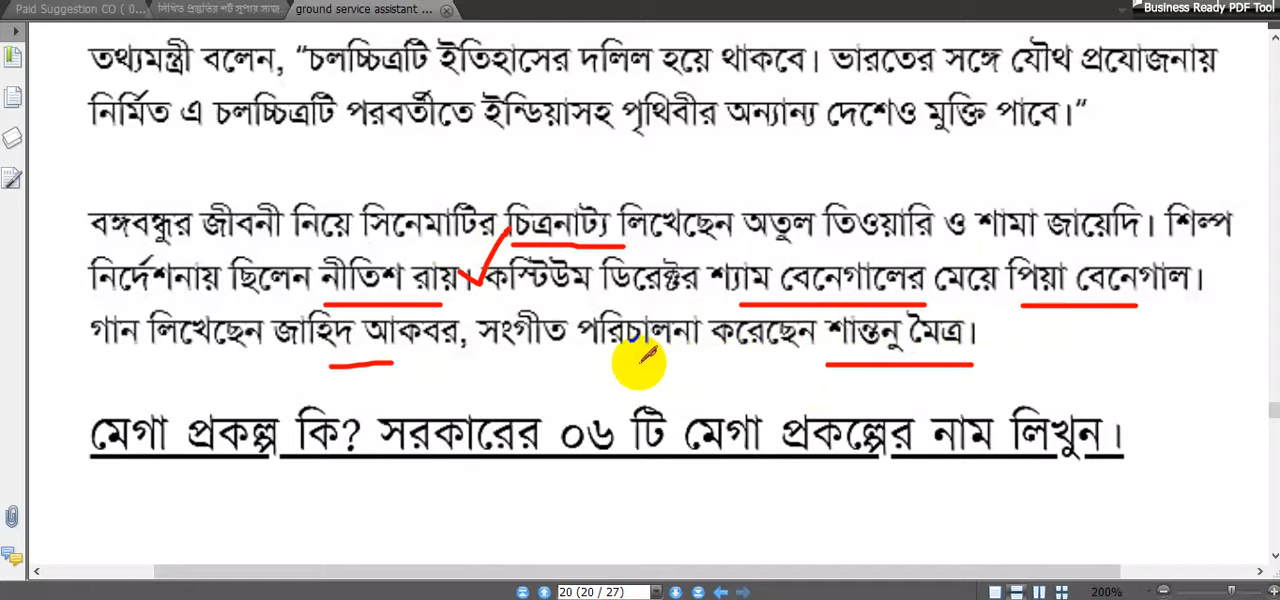 Paid Suggestion CO ( 0...
লিখিত প্রস্তুতির শর্ট সুপার সাজে...
ground service assistant ...
Business Ready PDF Tool
তথ্যমন্ত্রী বলেন, “চলচ্চিত্রটি ইতিহাসের দলিল হয়ে থাকবে। ভারতের সঙ্গে যৌথ প্রযোজনায়
নির্মিত এ চলচ্চিত্রটি পরবর্তীতে ইন্ডিয়াসহ পৃথিবীর অন্যান্য দেশেও মুক্তি পাবে।”
বঙ্গবন্ধুর জীবনী নিয়ে সিনেমাটির চিত্রনাট্য লিখেছেন অতুল তিওয়ারি ও শামা জায়েদি। শিল্প
নির্দেশনায় ছিলেন নীতিশ রায়। কস্টিউম ডিরেক্টর শ্যাম বেনেগালের মেয়ে পিয়া বেনেগাল।
গান লিখেছেন জাহিদ আকবর, সংগীত পরিচালনা করেছেন শান্তনু মৈত্র।
মেগা প্রকল্প কি? সরকারের ০৬ টি মেগা প্রকল্পের নাম লিখুন।
20 (20 / 27)
200%